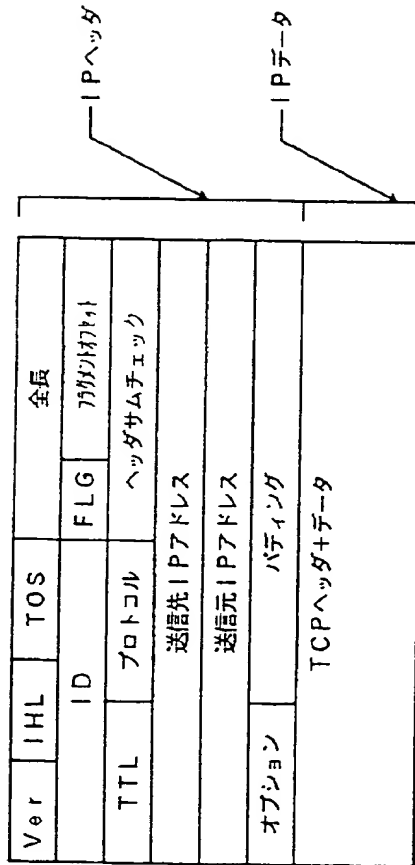 Ver IHL TOS 全長
ID FLG フラグメントオフセット
TTL プロトコル ヘッダサムチェック
送信先IPアドレス
送信元IPアドレス
オプション パディング
TCPヘッダ+データ
IPヘッダ
IPデータ